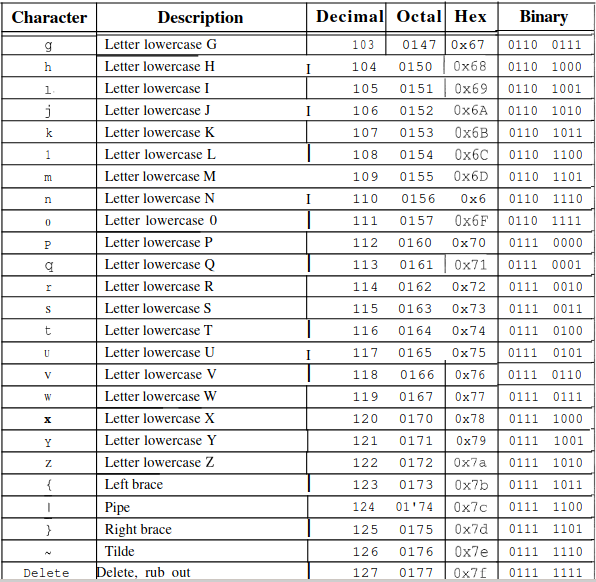 Character Description Decimal Octal Hex Binary
g Letter lowercase G 103 0147 0x67 0110 0111
h Letter lowercase H I 104 0150 0x68 0110 1000
1. Letter lowercase I 105 0151 0x69 0110 1001
j Letter lowercase J I 106 0152 0x6A 0110 1010
k Letter lowercase K 107 0153 0x6B 0110 1011
l Letter lowercase L 108 0154 0x6C 0110 1100
m Letter lowercase M 109 0155 0x6D 0110 1101
n Letter lowercase N I 110 0156 0x6 0110 1110
0 Letter lowercase 0 111 0157 0x6F 0110 1111
P Letter lowercase P 112 0160 0x70 0111 0000
q Letter lowercase Q 113 0161 0x71 0111 0001
r Letter lowercase R 114 0162 0x72 0111 0010
s Letter lowercase S 115 0163 0x73 0111 0011
t Letter lowercase T 116 0164 0x74 0111 0100
U Letter lowercase U I 117 0165 0x75 0111 0101
V Letter lowercase V 118 0166 0x76 0111 0110
W Letter lowercase W 119 0167 0x77 0111 0111
x Letter lowercase X 120 0170 0x78 0111 1000
Y Letter lowercase Y 121 0171 0x79 0111 1001
Z Letter lowercase Z 122 0172 0x7a 0111 1010
{ Left brace 123 0173 0x7b 0111 1011
| Pipe 124 01'74 0x7c 0111 1100
} Right brace 125 0175 0x7d 0111 1101
~ Tilde 126 0176 0x7e 0111 1110
Delete Delete, rub out 127 0177 0x7f 0111 1111